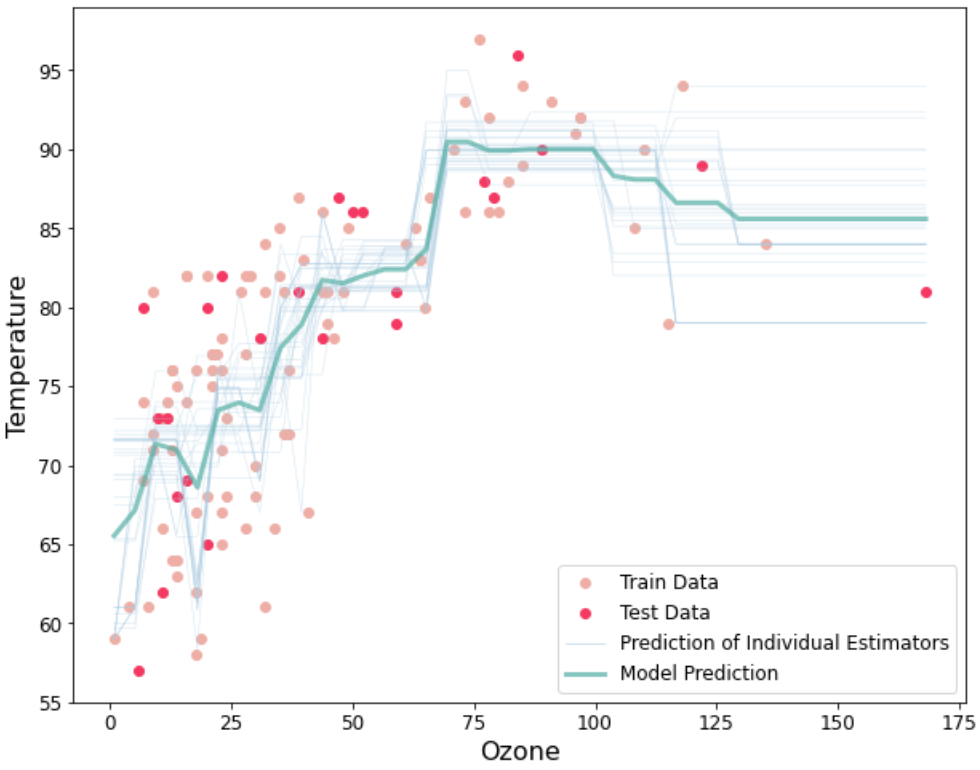 95
90
85
80
75
70
65
60
55
Temperature
0 25 50 75 100 125 150 175
Ozone
Train Data
Test Data
Prediction of Individual Estimators
Model Prediction